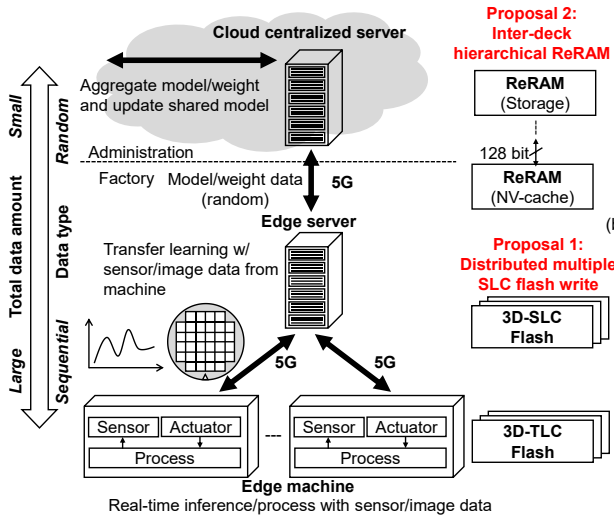 Cloud centralized server
Aggregate model/weight
and update shared model
Administration
Factory
Model/weight data
(random)
5G
Edge server
Transfer learning w/
sensor/image data from
machine
5G
5G
Sensor
Actuator
Process
Sensor
Actuator
Process
Edge machine
Real-time inference/process with sensor/image data
Small
Large
Total data amount
Random
Sequential
Data type
Proposal 2:
Inter-deck
hierarchical ReRAM
ReRAM
(Storage)
128 bit
ReRAM
(NV-cache)
Proposal 1:
Distributed multiple
SLC flash write
3D-SLC
Flash
3D-TLC
Flash